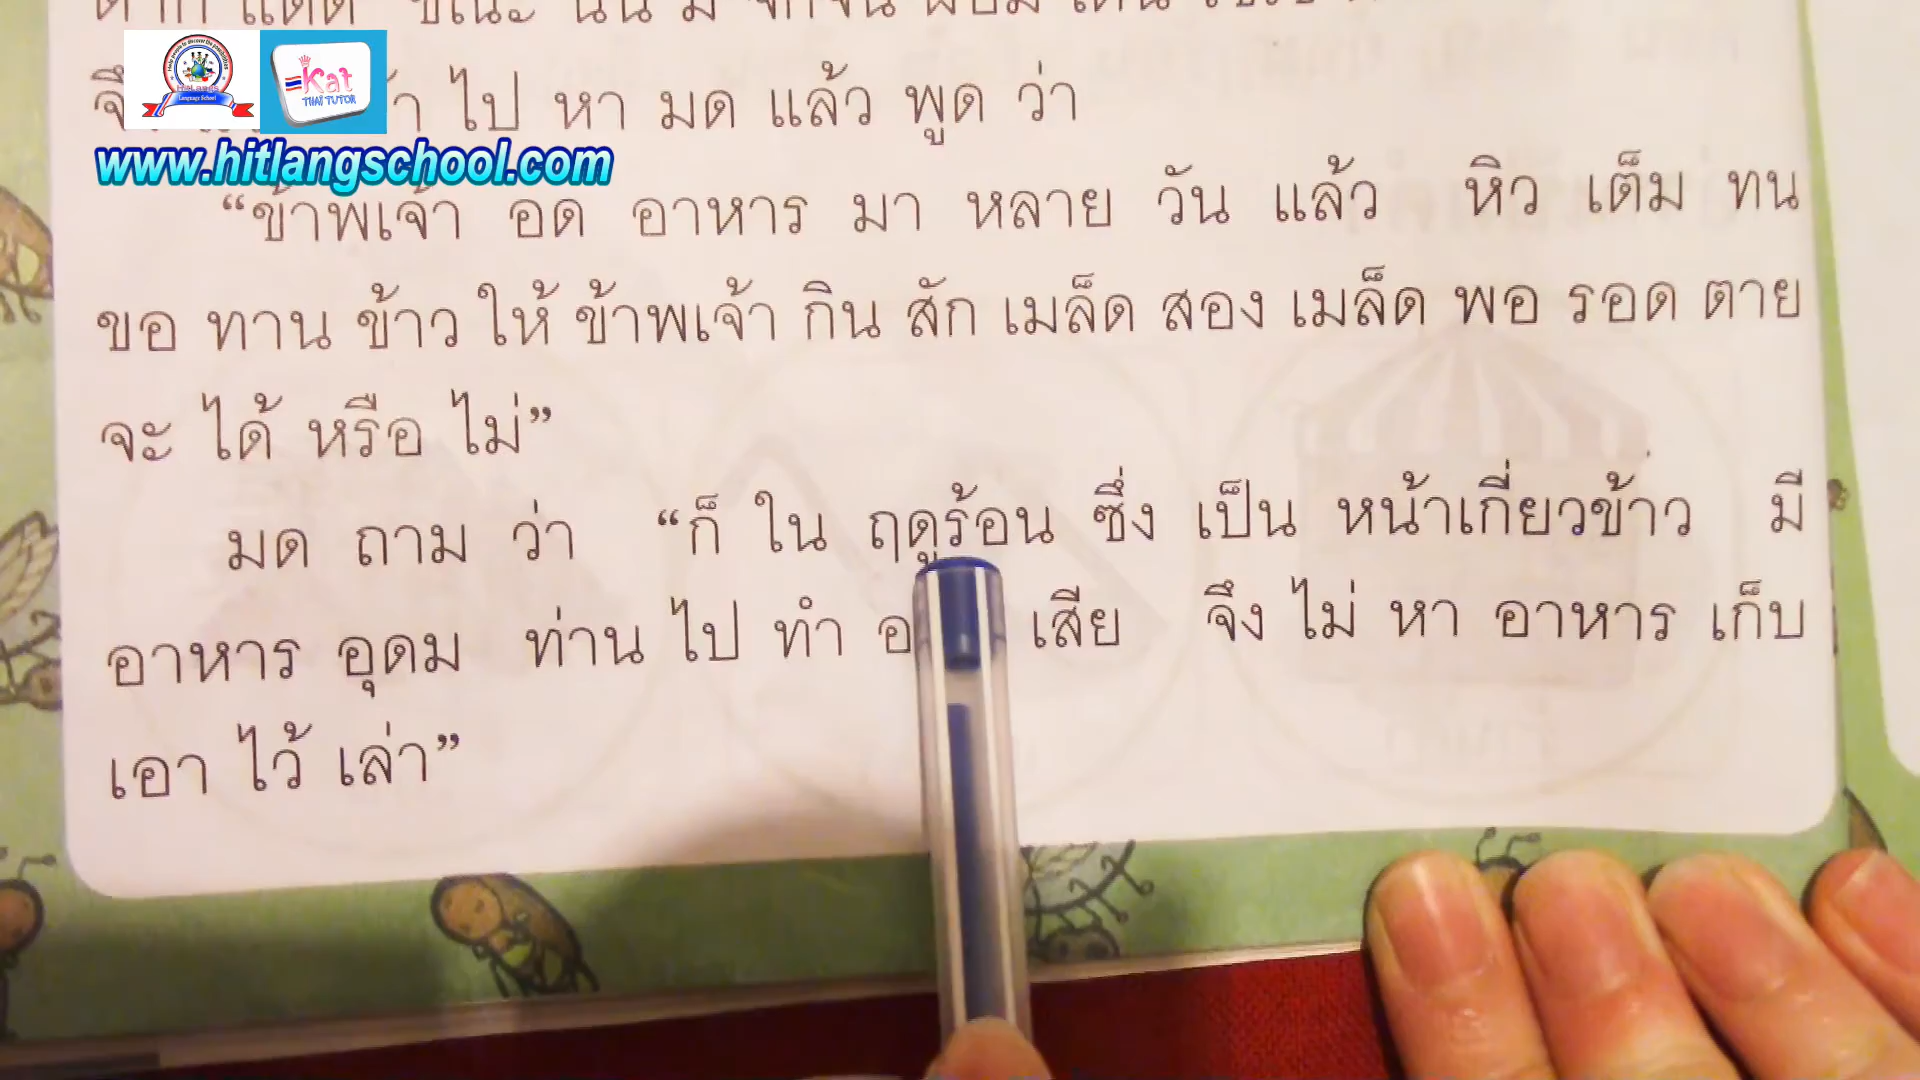 ไป หา มด แล้ว พูด ว่า
Kat
THAI TUTOR
Language School
www.hitlangschool.com
“ข้าพเจ้า อด อาหาร มา หลาย วัน แล้ว หิว เต็ม ทน
ขอ ทาน ข้าว ให้ ข้าพเจ้า กิน สัก เมล็ด สอง เมล็ด พอ รอด ตาย
จะ ได้ หรือ ไม่”
มด ถาม ว่า “ก็ ใน ฤดูร้อน ซึ่ง เป็น หน้าเกี่ยวข้าว มี
อาหาร อุดม ท่าน ไป ทำ เสีย จึง ไม่ หา อาหาร เก็บ
เอา ไว้ เล่า”